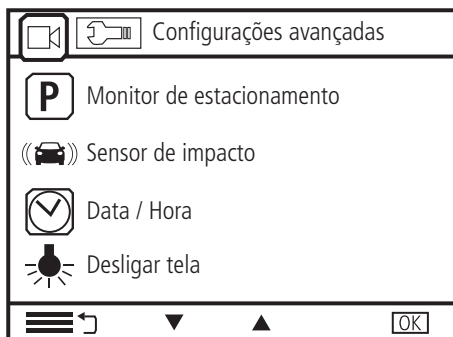 Configurações avançadas
P Monitor de estacionamento
Sensor de impacto
Data / Hora
Desligar tela
OK